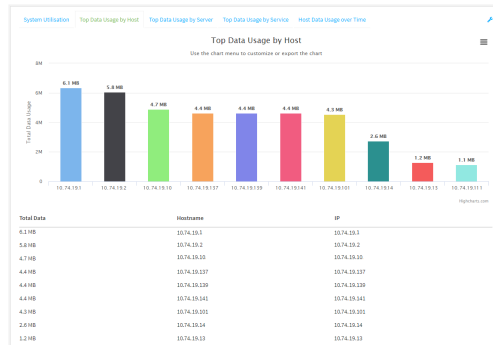 System Utilisation Top Data Usage by Host Top Data Usage by Server Top Data Usage by Service Host Data Usage over Time
Top Data Usage by Host
Use the chart menu to customize or export the chart
8M
6M
4M
2M
0
Total Data Usage
6.1 MB 5.8 MB 4.7 MB 4.4 MB 4.4 MB 4.4 MB 4.3 MB 2.6 MB 1.2 MB 1.1 MB
10.74.19.1 10.74.19.2 10.74.19.10 10.74.19.137 10.74.19.139 10.74.19.141 10.74.19.101 10.74.19.14 10.74.19.13 10.74.19.111
Highcharts.com
Total Data Hostname IP
6.1 MB 10.74.19.1 10.74.19.1
5.8 MB 10.74.19.2 10.74.19.2
4.7 MB 10.74.19.10 10.74.19.10
4.4 MB 10.74.19.137 10.74.19.137
4.4 MB 10.74.19.139 10.74.19.139
4.4 MB 10.74.19.141 10.74.19.141
4.3 MB 10.74.19.101 10.74.19.101
2.6 MB 10.74.19.14 10.74.19.14
1.2 MB 10.74.19.13 10.74.19.13